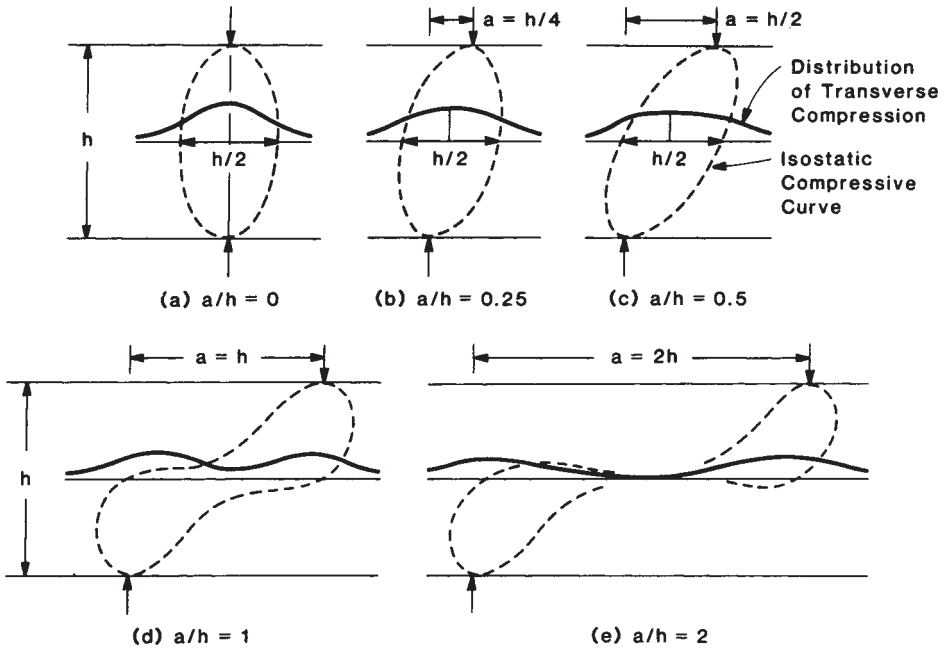 a = h/4
a = h/2
Distribution
of Transverse
Compression
h
h/2
h/2
h/2
Isostatic
Compressive
Curve
(a) a/h = 0
(b) a/h = 0.25
(c) a/h = 0.5
a = h
a = 2h
h
(d) a/h = 1
(e) a/h = 2